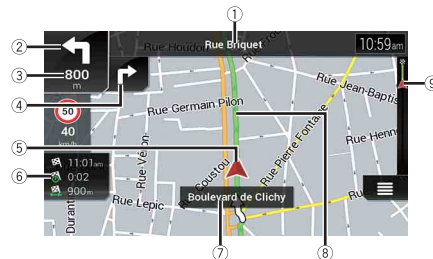 ①
②
Rue Houdon
Rue Briquet
10:59am
③
800
m
⑨
④
Rue Jean-Baptis
50
Rue Germain Pilon
40
km/h
Rue Henn
⑤
Rue Véron
Rue Pierre Fontaine
11:01am
⑥
0:02
Coustou
900m
Rue Lepic
Boulevard de Clichy
Durant
⑦
⑧